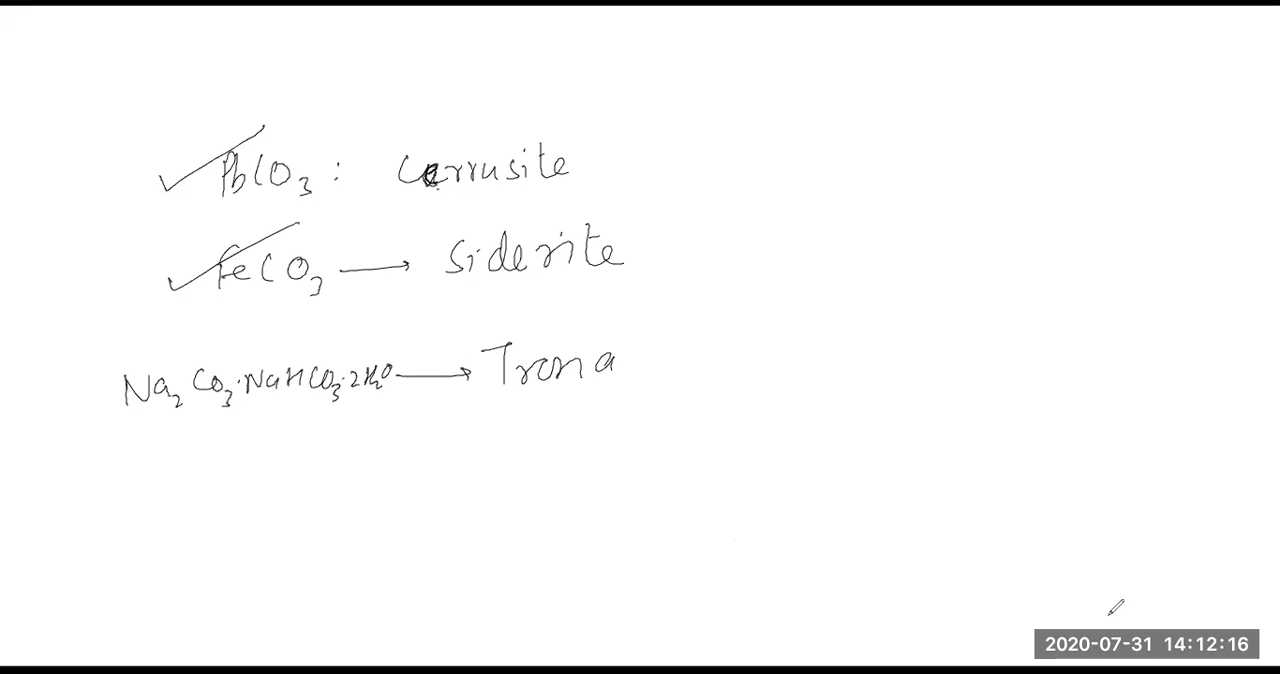 PbCO₃ : Cerrusite
FeCO₃ → Siderite
Na₂CO₃·NaHCO₃·2H₂O → Trona
2020-07-31 14:12:16